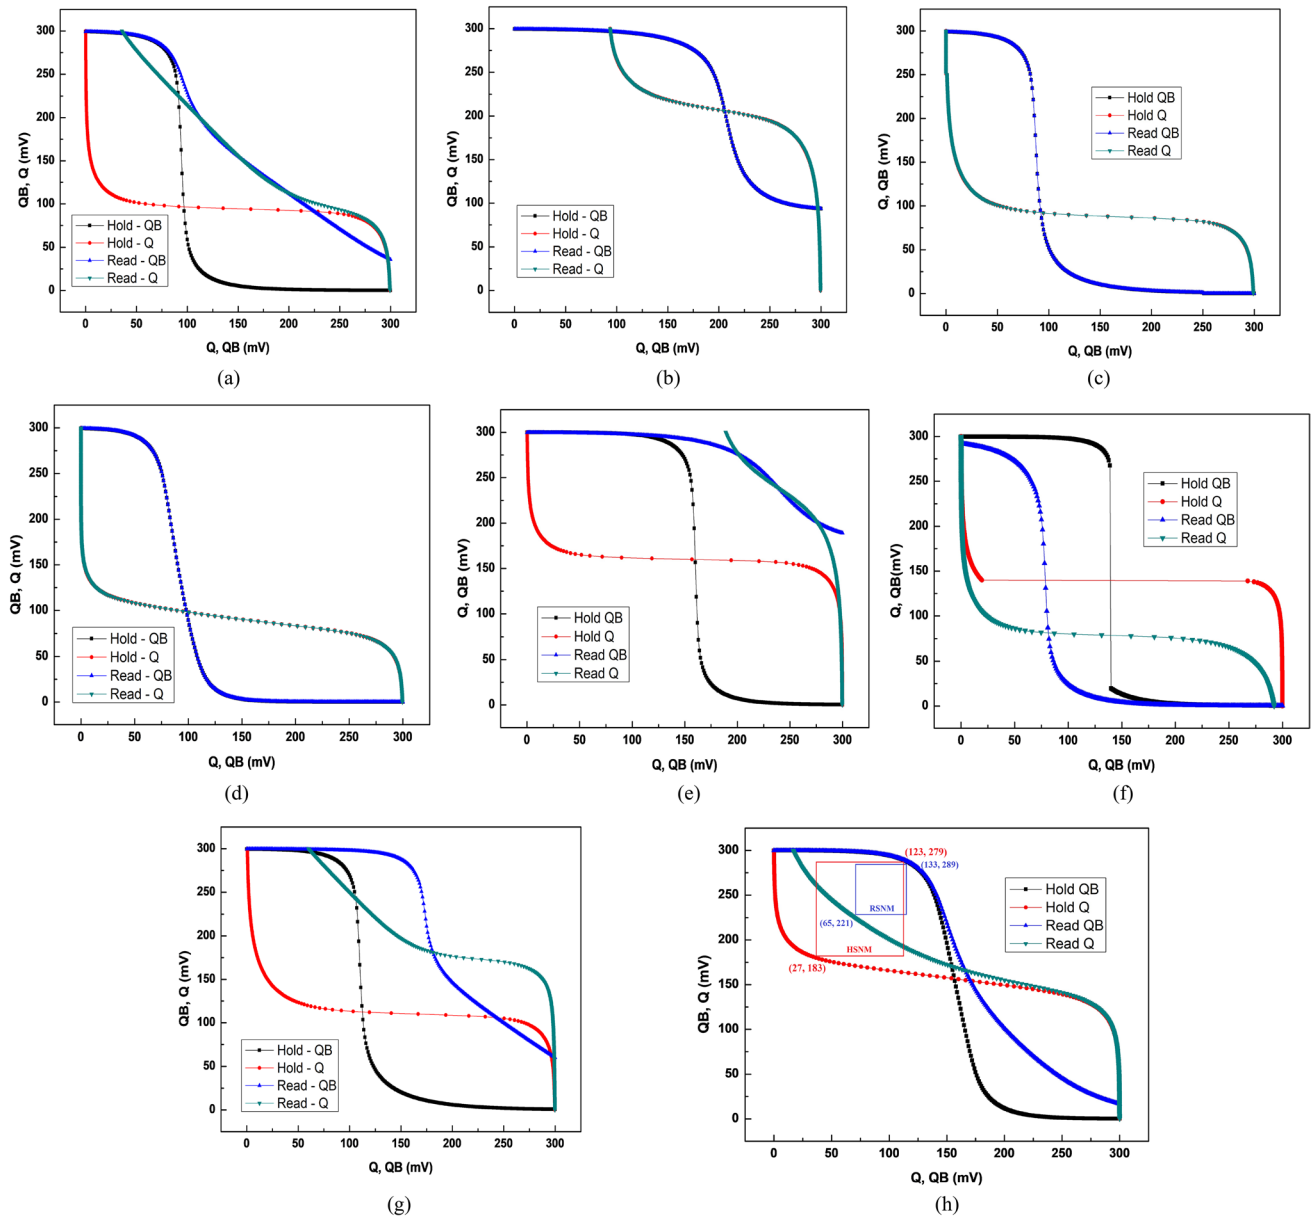 QB, Q (mV)
300
250
200
150
100
50
0
Hold - QB
Hold - Q
Read - QB
Read - Q
0 50 100 150 200 250 300
Q, QB (mV)
(a)
QB, Q (mV)
300
250
200
150
100
50
0
Hold - QB
Hold - Q
Read - QB
Read - Q
0 50 100 150 200 250 300
Q, QB (mV)
(b)
Q, QB (mV)
300
250
200
150
100
50
0
Hold QB
Hold Q
Read QB
Read Q
0 50 100 150 200 250 300
Q, QB (mV)
(c)
QB, Q (mV)
300
250
200
150
100
50
0
Hold - QB
Hold - Q
Read - QB
Read - Q
0 50 100 150 200 250 300
Q, QB (mV)
(d)
Q, QB (mV)
300
250
200
150
100
50
0
Hold QB
Hold Q
Read QB
Read Q
0 50 100 150 200 250 300
Q, QB (mV)
(e)
Q, QB(mV)
300
250
200
150
100
50
0
Hold QB
Hold Q
Read QB
Read Q
0 50 100 150 200 250 300
Q, QB (mV)
(f)
QB, Q (mV)
300
250
200
150
100
50
0
Hold - QB
Hold - Q
Read - QB
Read - Q
0 50 100 150 200 250 300
Q, QB (mV)
(g)
QB, Q (mV)
300
250
200
150
100
50
0
(123, 279)
(133, 289)
RSNM
(65, 221)
HSNM
(27, 183)
Hold QB
Hold Q
Read QB
Read Q
0 50 100 150 200 250 300
Q, QB (mV)
(h)